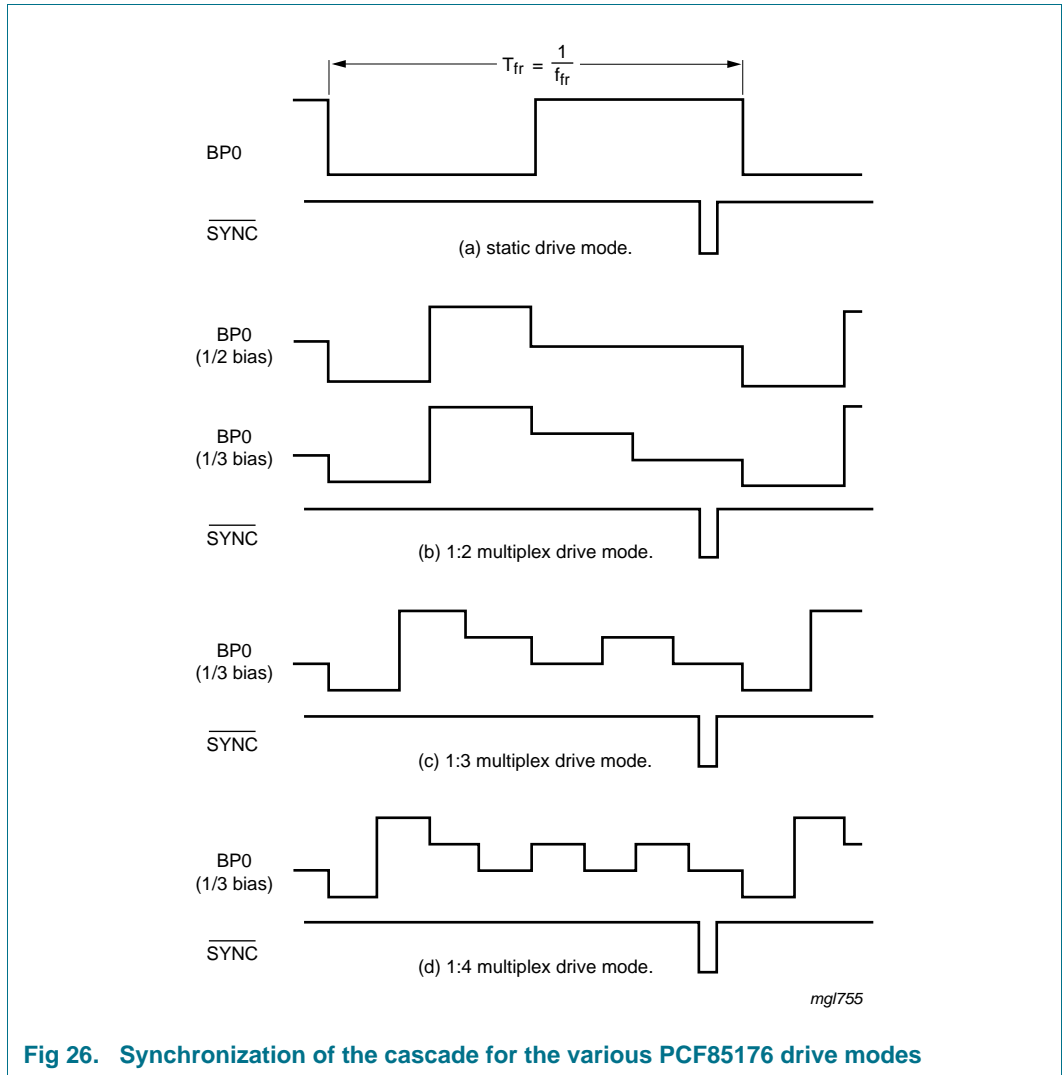 Tfr = 1/ffr
BP0
SYNC
(a) static drive mode.
BP0
(1/2 bias)
BP0
(1/3 bias)
SYNC
(b) 1:2 multiplex drive mode.
BP0
(1/3 bias)
SYNC
(c) 1:3 multiplex drive mode.
BP0
(1/3 bias)
SYNC
(d) 1:4 multiplex drive mode.
mgl755
Fig 26. Synchronization of the cascade for the various PCF85176 drive modes